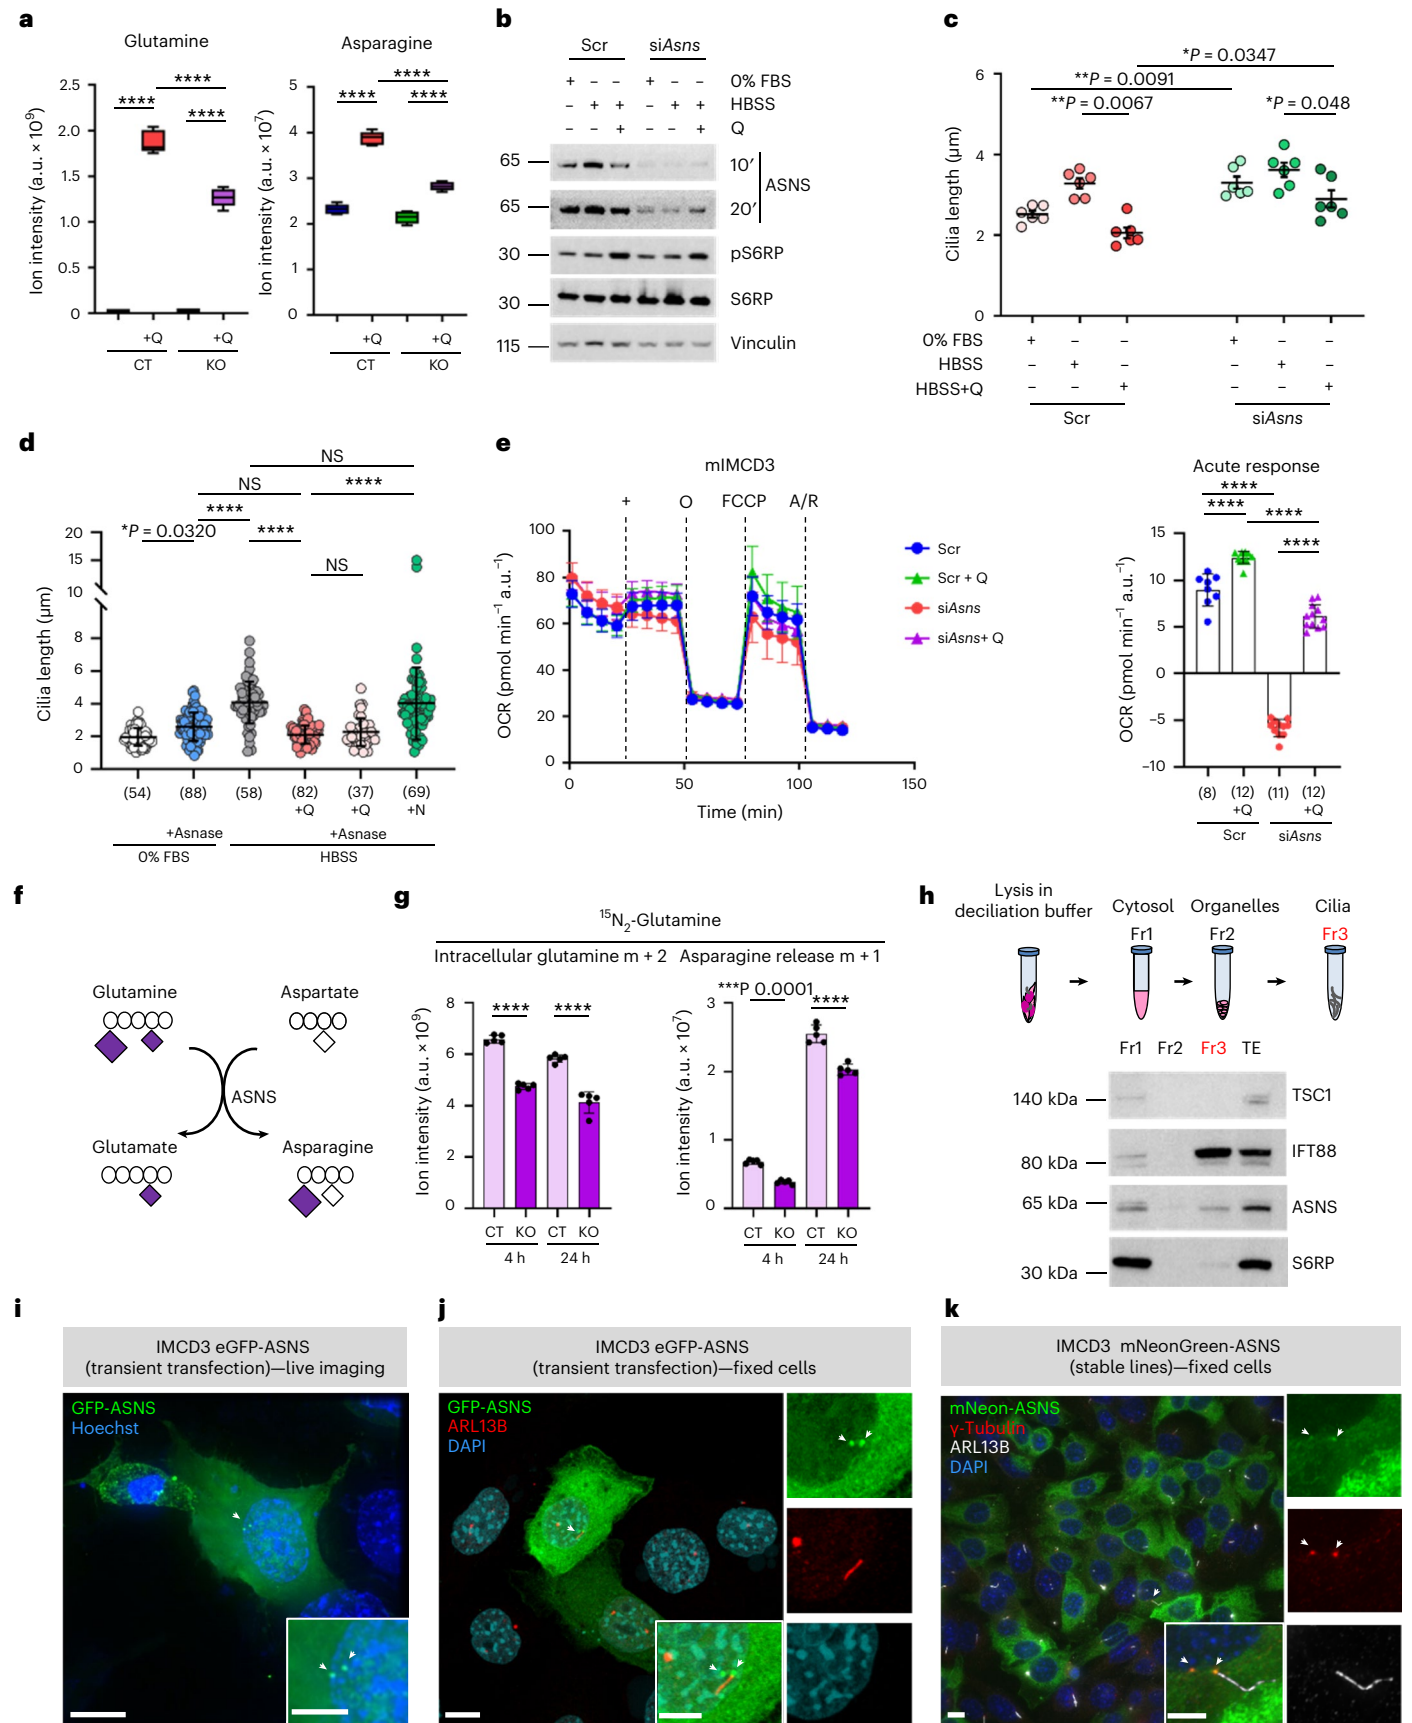 a
Glutamine
Asparagine
Ion intensity (a.u. × 10⁹)
2.5
2.0
1.5
1.0
0.5
0
****
****
****
+Q
+Q
CT
KO
Ion intensity (a.u. × 10⁷)
5
4
3
2
1
0
****
****
****
+Q
+Q
CT
KO
b
Scr
siAsns
+ – – + – – 0% FBS
– + + – + + HBSS
– – + – – + Q
65
10′
65
20′
ASNS
30
pS6RP
30
S6RP
115
Vinculin
c
*P = 0.0347
**P = 0.0091
**P = 0.0067
*P = 0.048
Cilia length (µm)
6
4
2
0
0% FBS + – – + – –
HBSS – + – – + –
HBSS+Q – – + – – +
Scr
siAsns
d
NS
NS
****
****
*P = 0.0320
****
NS
Cilia length (µm)
20
15
10
8
6
4
2
0
(54) (88) (58) (82) (37) (69)
+Q +Q +N
+Asnase
+Asnase
0% FBS
HBSS
e
mIMCD3
+ O FCCP A/R
OCR (pmol min⁻¹ a.u.⁻¹)
100
80
60
40
20
0
0 50 100 150
Time (min)
Scr
Scr + Q
siAsns
siAsns+ Q
Acute response
****
****
****
****
OCR (pmol min⁻¹ a.u.⁻¹)
15
10
5
0
–5
–10
(8) (12) (11) (12)
+Q +Q
Scr
siAsns
f
Glutamine
Aspartate
ASNS
Glutamate
Asparagine
g
¹⁵N₂-Glutamine
Intracellular glutamine m + 2
Asparagine release m + 1
Ion intensity (a.u. × 10⁹)
8
6
4
2
0
****
****
CT KO CT KO
4 h 24 h
Ion intensity (a.u. × 10⁷)
3
2
1
0
***P 0.0001
****
CT KO CT KO
4 h 24 h
h
Lysis in
deciliation buffer
Cytosol
Fr1
Organelles
Fr2
Cilia
Fr3
Fr1 Fr2 Fr3 TE
140 kDa
TSC1
80 kDa
IFT88
65 kDa
ASNS
30 kDa
S6RP
i
IMCD3 eGFP-ASNS
(transient transfection)—live imaging
GFP-ASNS
Hoechst
j
IMCD3 eGFP-ASNS
(transient transfection)—fixed cells
GFP-ASNS
ARL13B
DAPI
k
IMCD3 mNeonGreen-ASNS
(stable lines)—fixed cells
mNeon-ASNS
γ-Tubulin
ARL13B
DAPI